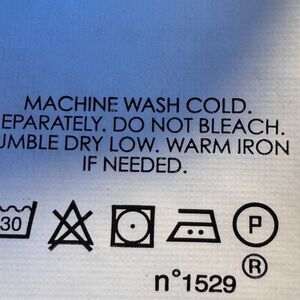 MACHINE WASH COLD.
EPARATELY. DO NOT BLEACH.
UMBLE DRY LOW. WARM IRON
IF NEEDED.
30 P
n°1529 ®